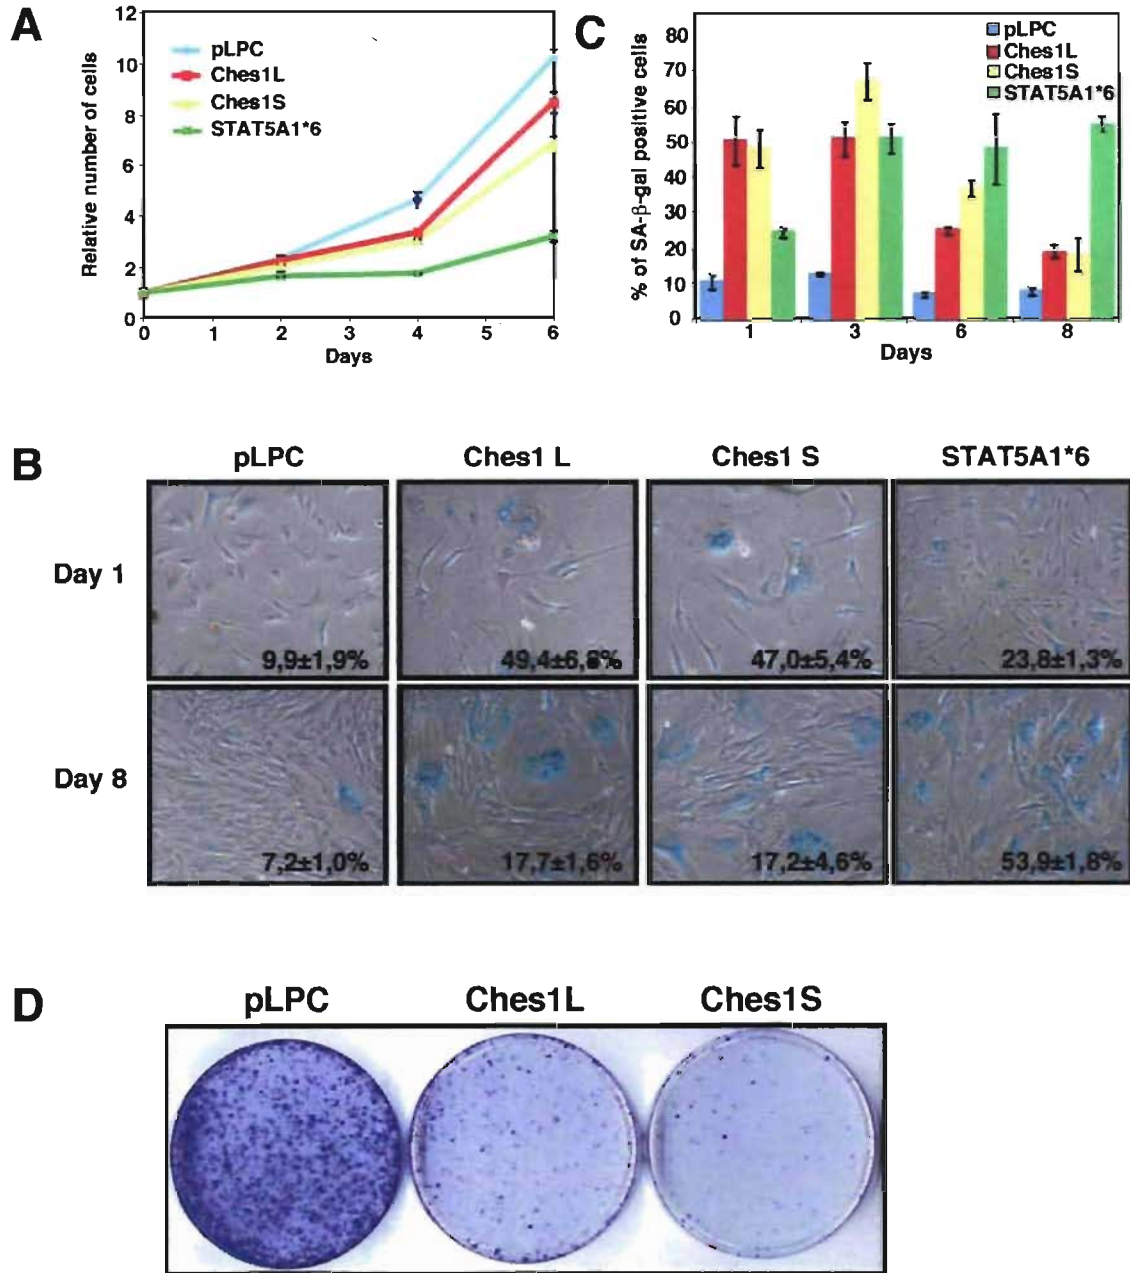 A
12
10
8
6
4
2
0
Relative number of cells
pLPC
Ches1L
Ches1S
STAT5A1*6
0 1 2 3 4 5 6
Days
C
80
70
60
50
40
30
20
10
0
% of SA-β-gal positive cells
pLPC
Ches1L
Ches1S
STAT5A1*6
1 3 6 8
Days
B
pLPC Ches1 L Ches1 S STAT5A1*6
Day 1
9,9±1,9% 49,4±6,8% 47,0±5,4% 23,8±1,3%
Day 8
7,2±1,0% 17,7±1,6% 17,2±4,6% 53,9±1,8%
D
pLPC Ches1L Ches1S